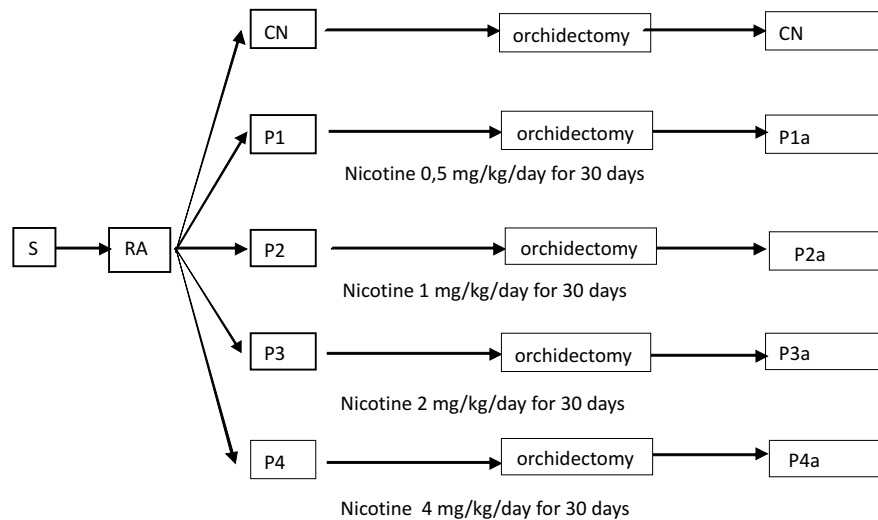 CN orchidectomy CN
P1 orchidectomy P1a
Nicotine 0,5 mg/kg/day for 30 days
S RA P2 orchidectomy P2a
Nicotine 1 mg/kg/day for 30 days
P3 orchidectomy P3a
Nicotine 2 mg/kg/day for 30 days
P4 orchidectomy P4a
Nicotine 4 mg/kg/day for 30 days